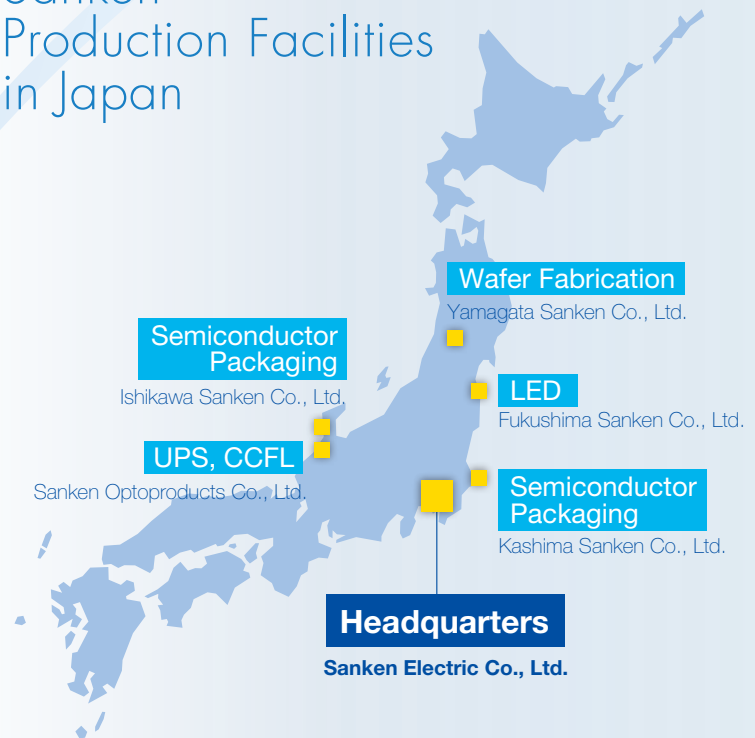 Sanken
Production Facilities
in Japan
Wafer Fabrication
Yamagata Sanken Co., Ltd.
Semiconductor
Packaging
Ishikawa Sanken Co., Ltd.
LED
Fukushima Sanken Co., Ltd.
UPS, CCFL
Sanken Optoproducts Co., Ltd.
Semiconductor
Packaging
Kashima Sanken Co., Ltd.
Headquarters
Sanken Electric Co., Ltd.